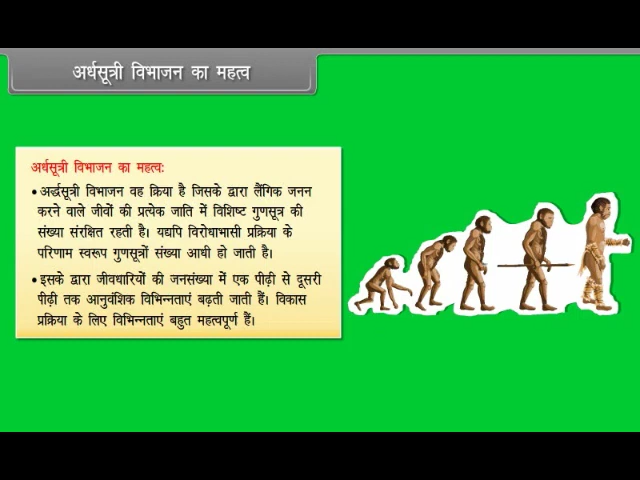 अर्धसूत्री विभाजन का महत्व
अर्धसूत्री विभाजन का महत्वः
• अर्द्धसूत्री विभाजन वह क्रिया है जिसके द्वारा लैंगिक जनन
करने वाले जीवों की प्रत्येक जाति में विशिष्ट गुणसूत्र की
संख्या संरक्षित रहती है। यद्यपि विरोधाभासी प्रक्रिया के
परिणाम स्वरूप गुणसूत्रों संख्या आधी हो जाती है।
• इसके द्वारा जीवधारियों की जनसंख्या में एक पीढ़ी से दूसरी
पीढ़ी तक आनुवंशिक विभिन्नताएं बढ़ती जाती हैं। विकास
प्रक्रिया के लिए विभिन्नताएं बहुत महत्वपूर्ण हैं।